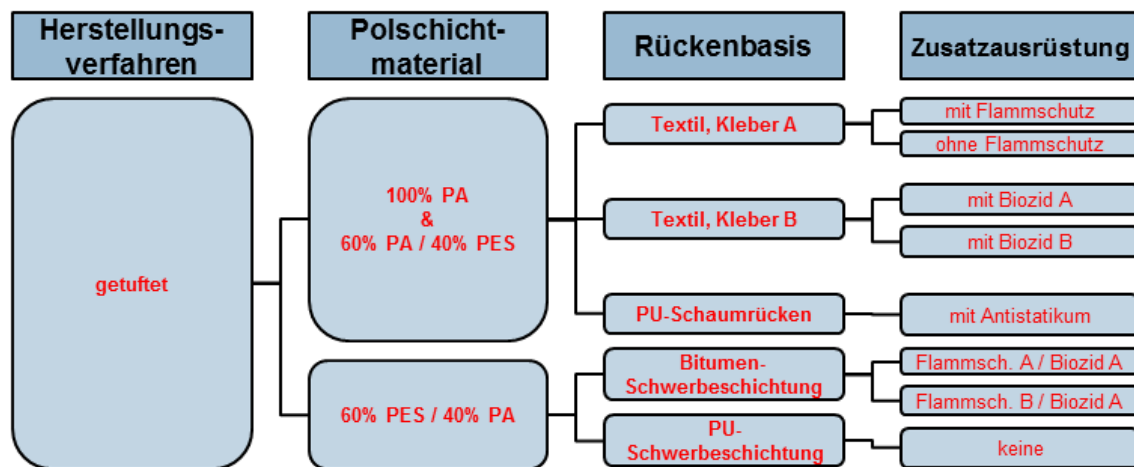 Herstellungs-
verfahren
Polschicht-
material
Rückenbasis
Zusatzausrüstung
getuftet
100% PA
&
60% PA / 40% PES
60% PES / 40% PA
Textil, Kleber A
Textil, Kleber B
PU-Schaumrücken
Bitumen-
Schwerbeschichtung
PU-
Schwerbeschichtung
mit Flammschutz
ohne Flammschutz
mit Biozid A
mit Biozid B
mit Antistatikum
Flammsch. A / Biozid A
Flammsch. B / Biozid A
keine